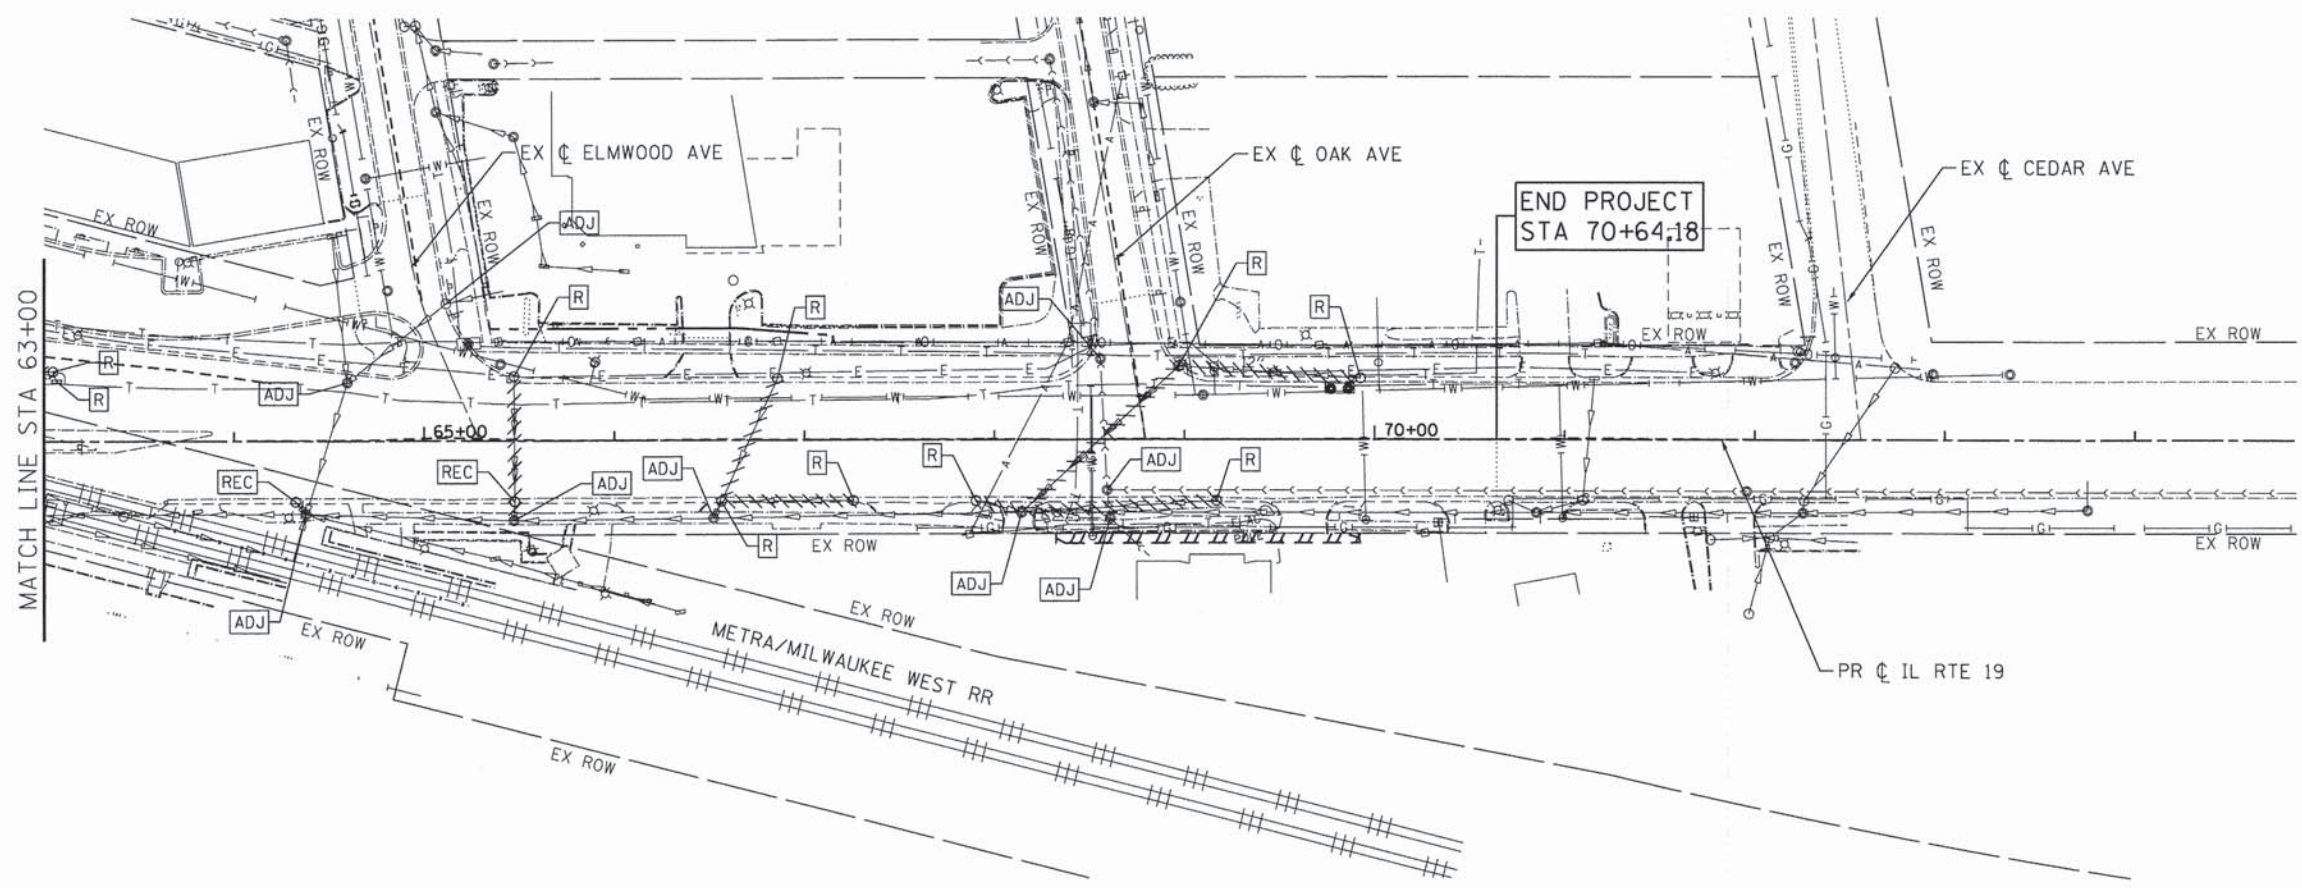 EX ROW
EX ℄ ELMWOOD AVE
EX ROW
EX ROW
EX ℄ OAK AVE
EX ROW
EX ℄ CEDAR AVE
EX ROW
EX ROW
END PROJECT
STA 70+64.18
EX ROW
ADJ
R
R
ADJ
R
R
EX ROW
EX ROW
R
R
ADJ
MATCH LINE STA 63+00
65+00
70+00
REC
REC
ADJ
ADJ
R
R
ADJ
R
R
EX ROW
EX ROW
ADJ
ADJ
ADJ
EX ROW
EX ROW
METRA/MILWAUKEE WEST RR
PR ℄ IL RTE 19
EX ROW